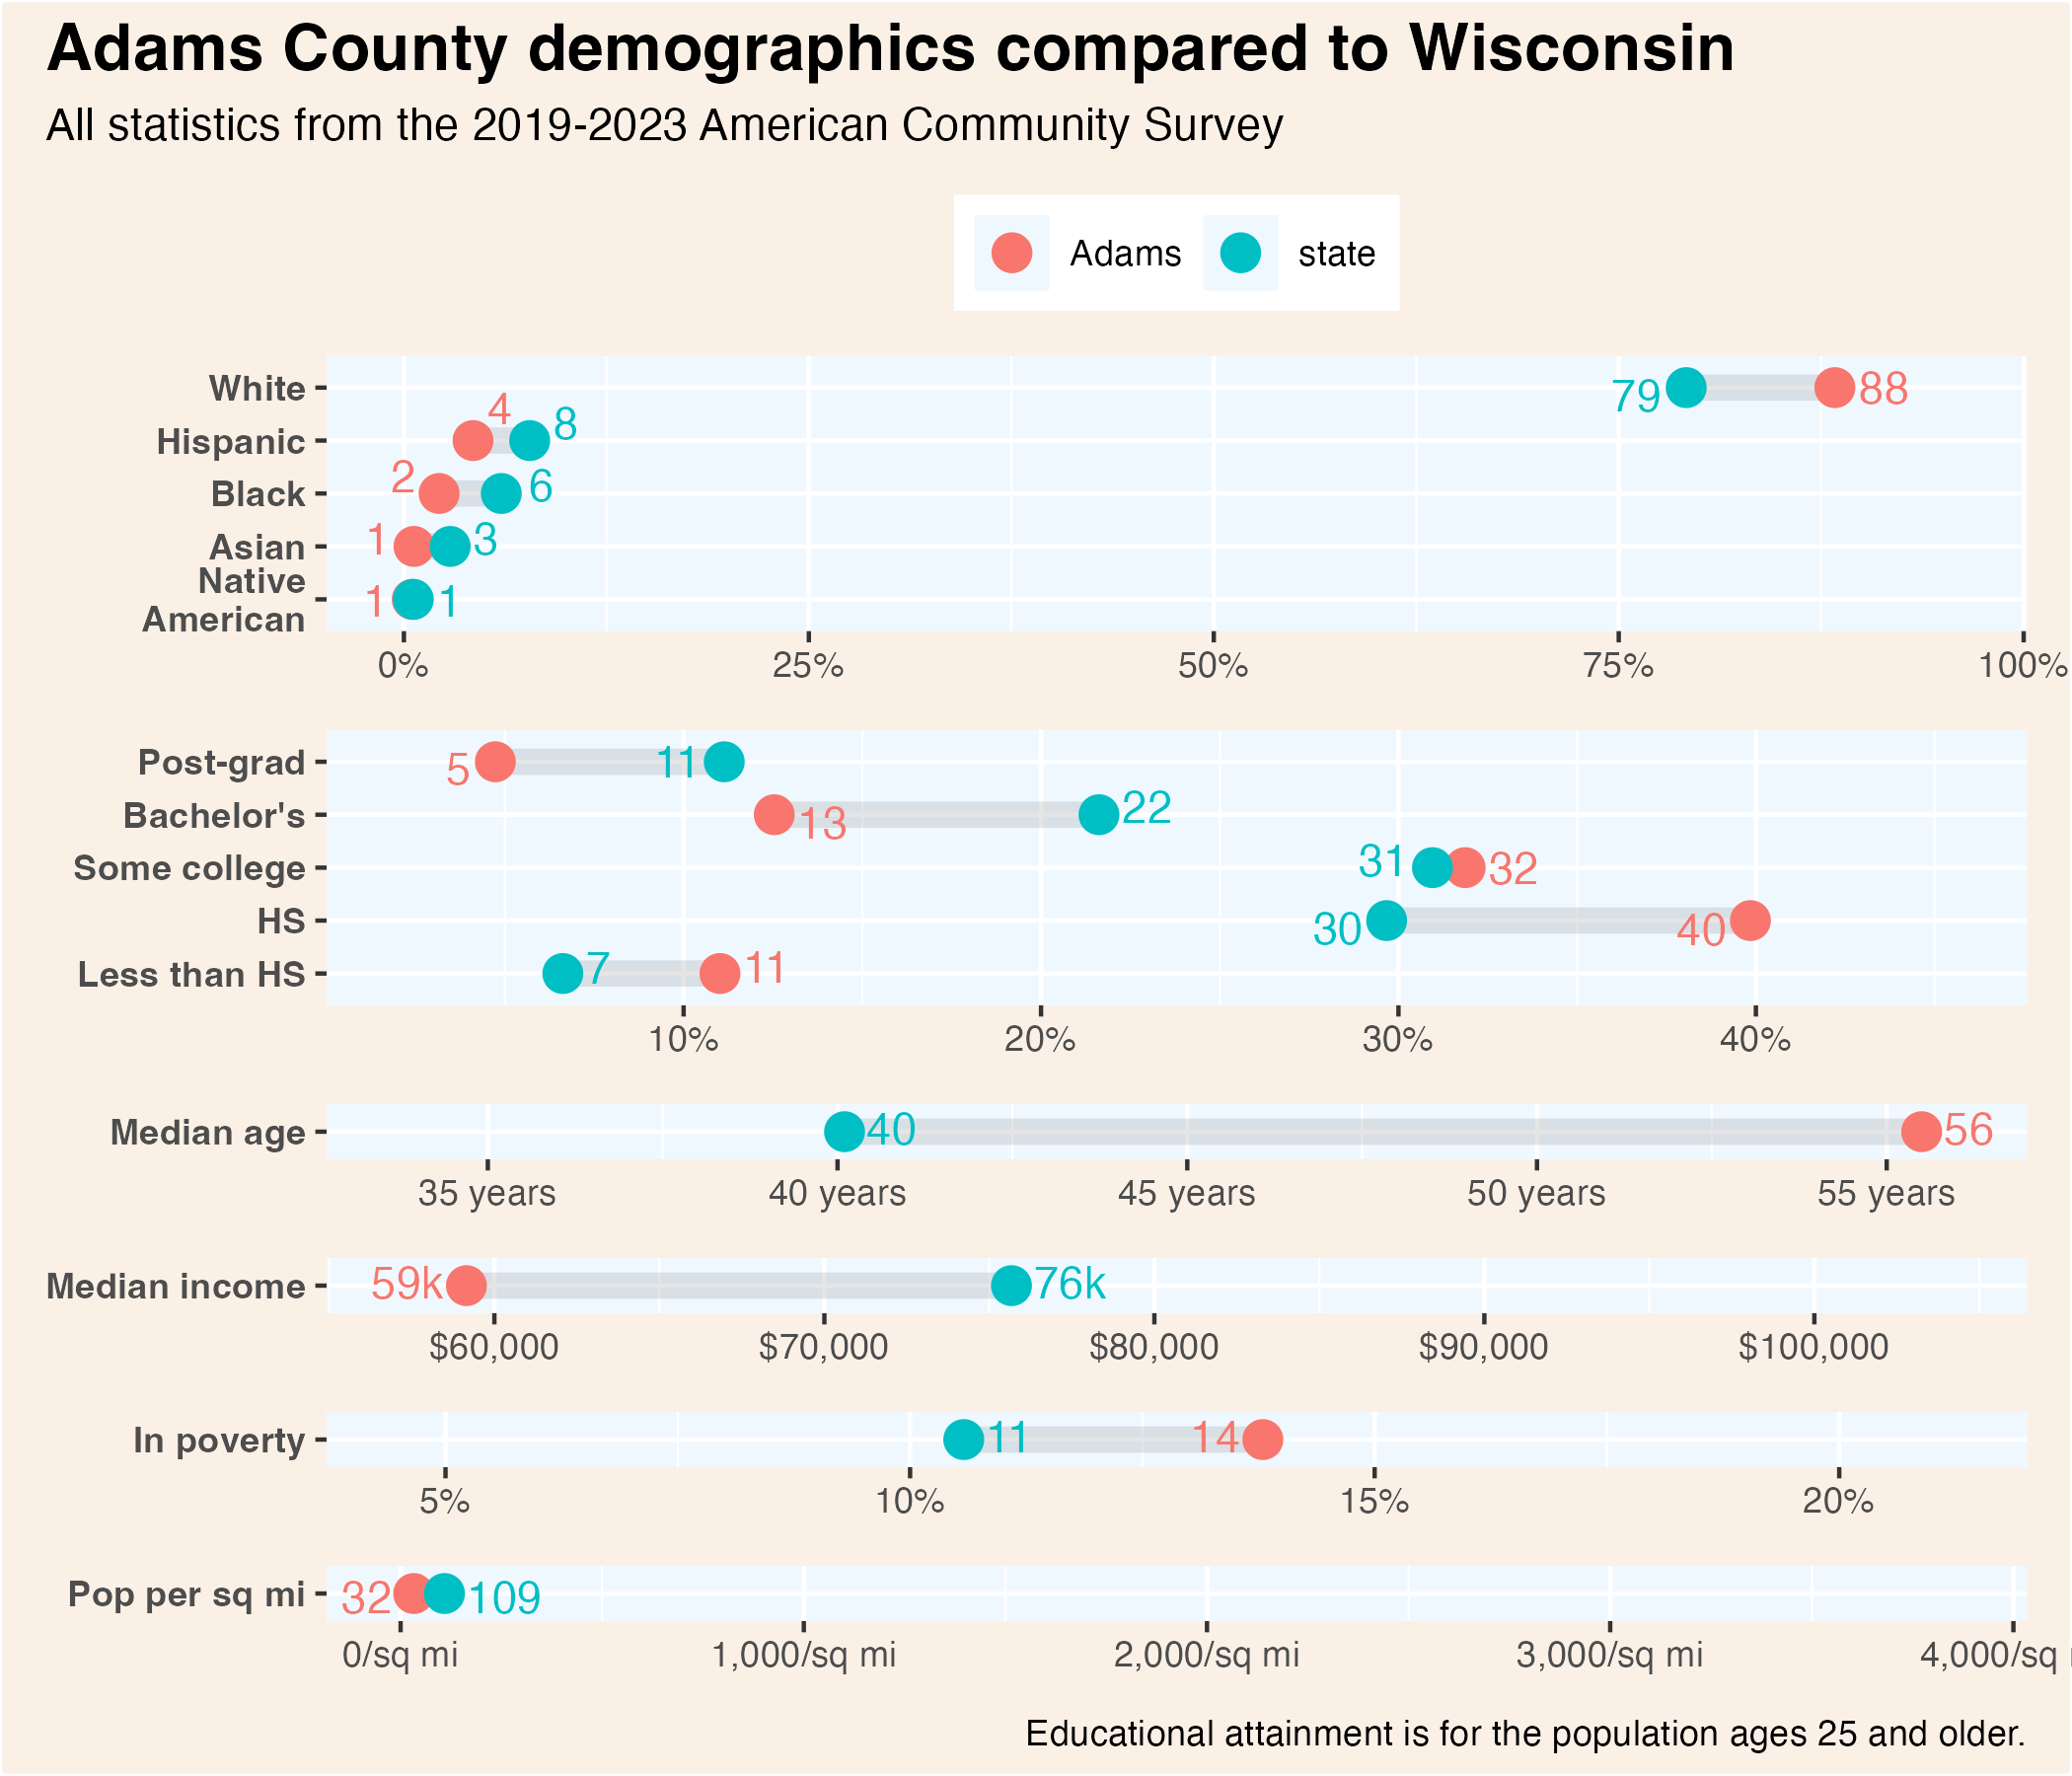 Adams County demographics compared to Wisconsin
All statistics from the 2019-2023 American Community Survey
Adams state
White 79 88
Hispanic 4 8
Black 2 6
Asian 1 3
Native
American 1 1
0% 25% 50% 75% 100%
Post-grad 5 11
Bachelor's 13 22
Some college 31 32
HS 30 40
Less than HS 7 11
10% 20% 30% 40%
Median age 40 56
35 years 40 years 45 years 50 years 55 years
Median income 59k 76k
$60,000 $70,000 $80,000 $90,000 $100,000
In poverty 11 14
5% 10% 15% 20%
Pop per sq mi 32 109
0/sq mi 1,000/sq mi 2,000/sq mi 3,000/sq mi 4,000/sq
Educational attainment is for the population ages 25 and older.